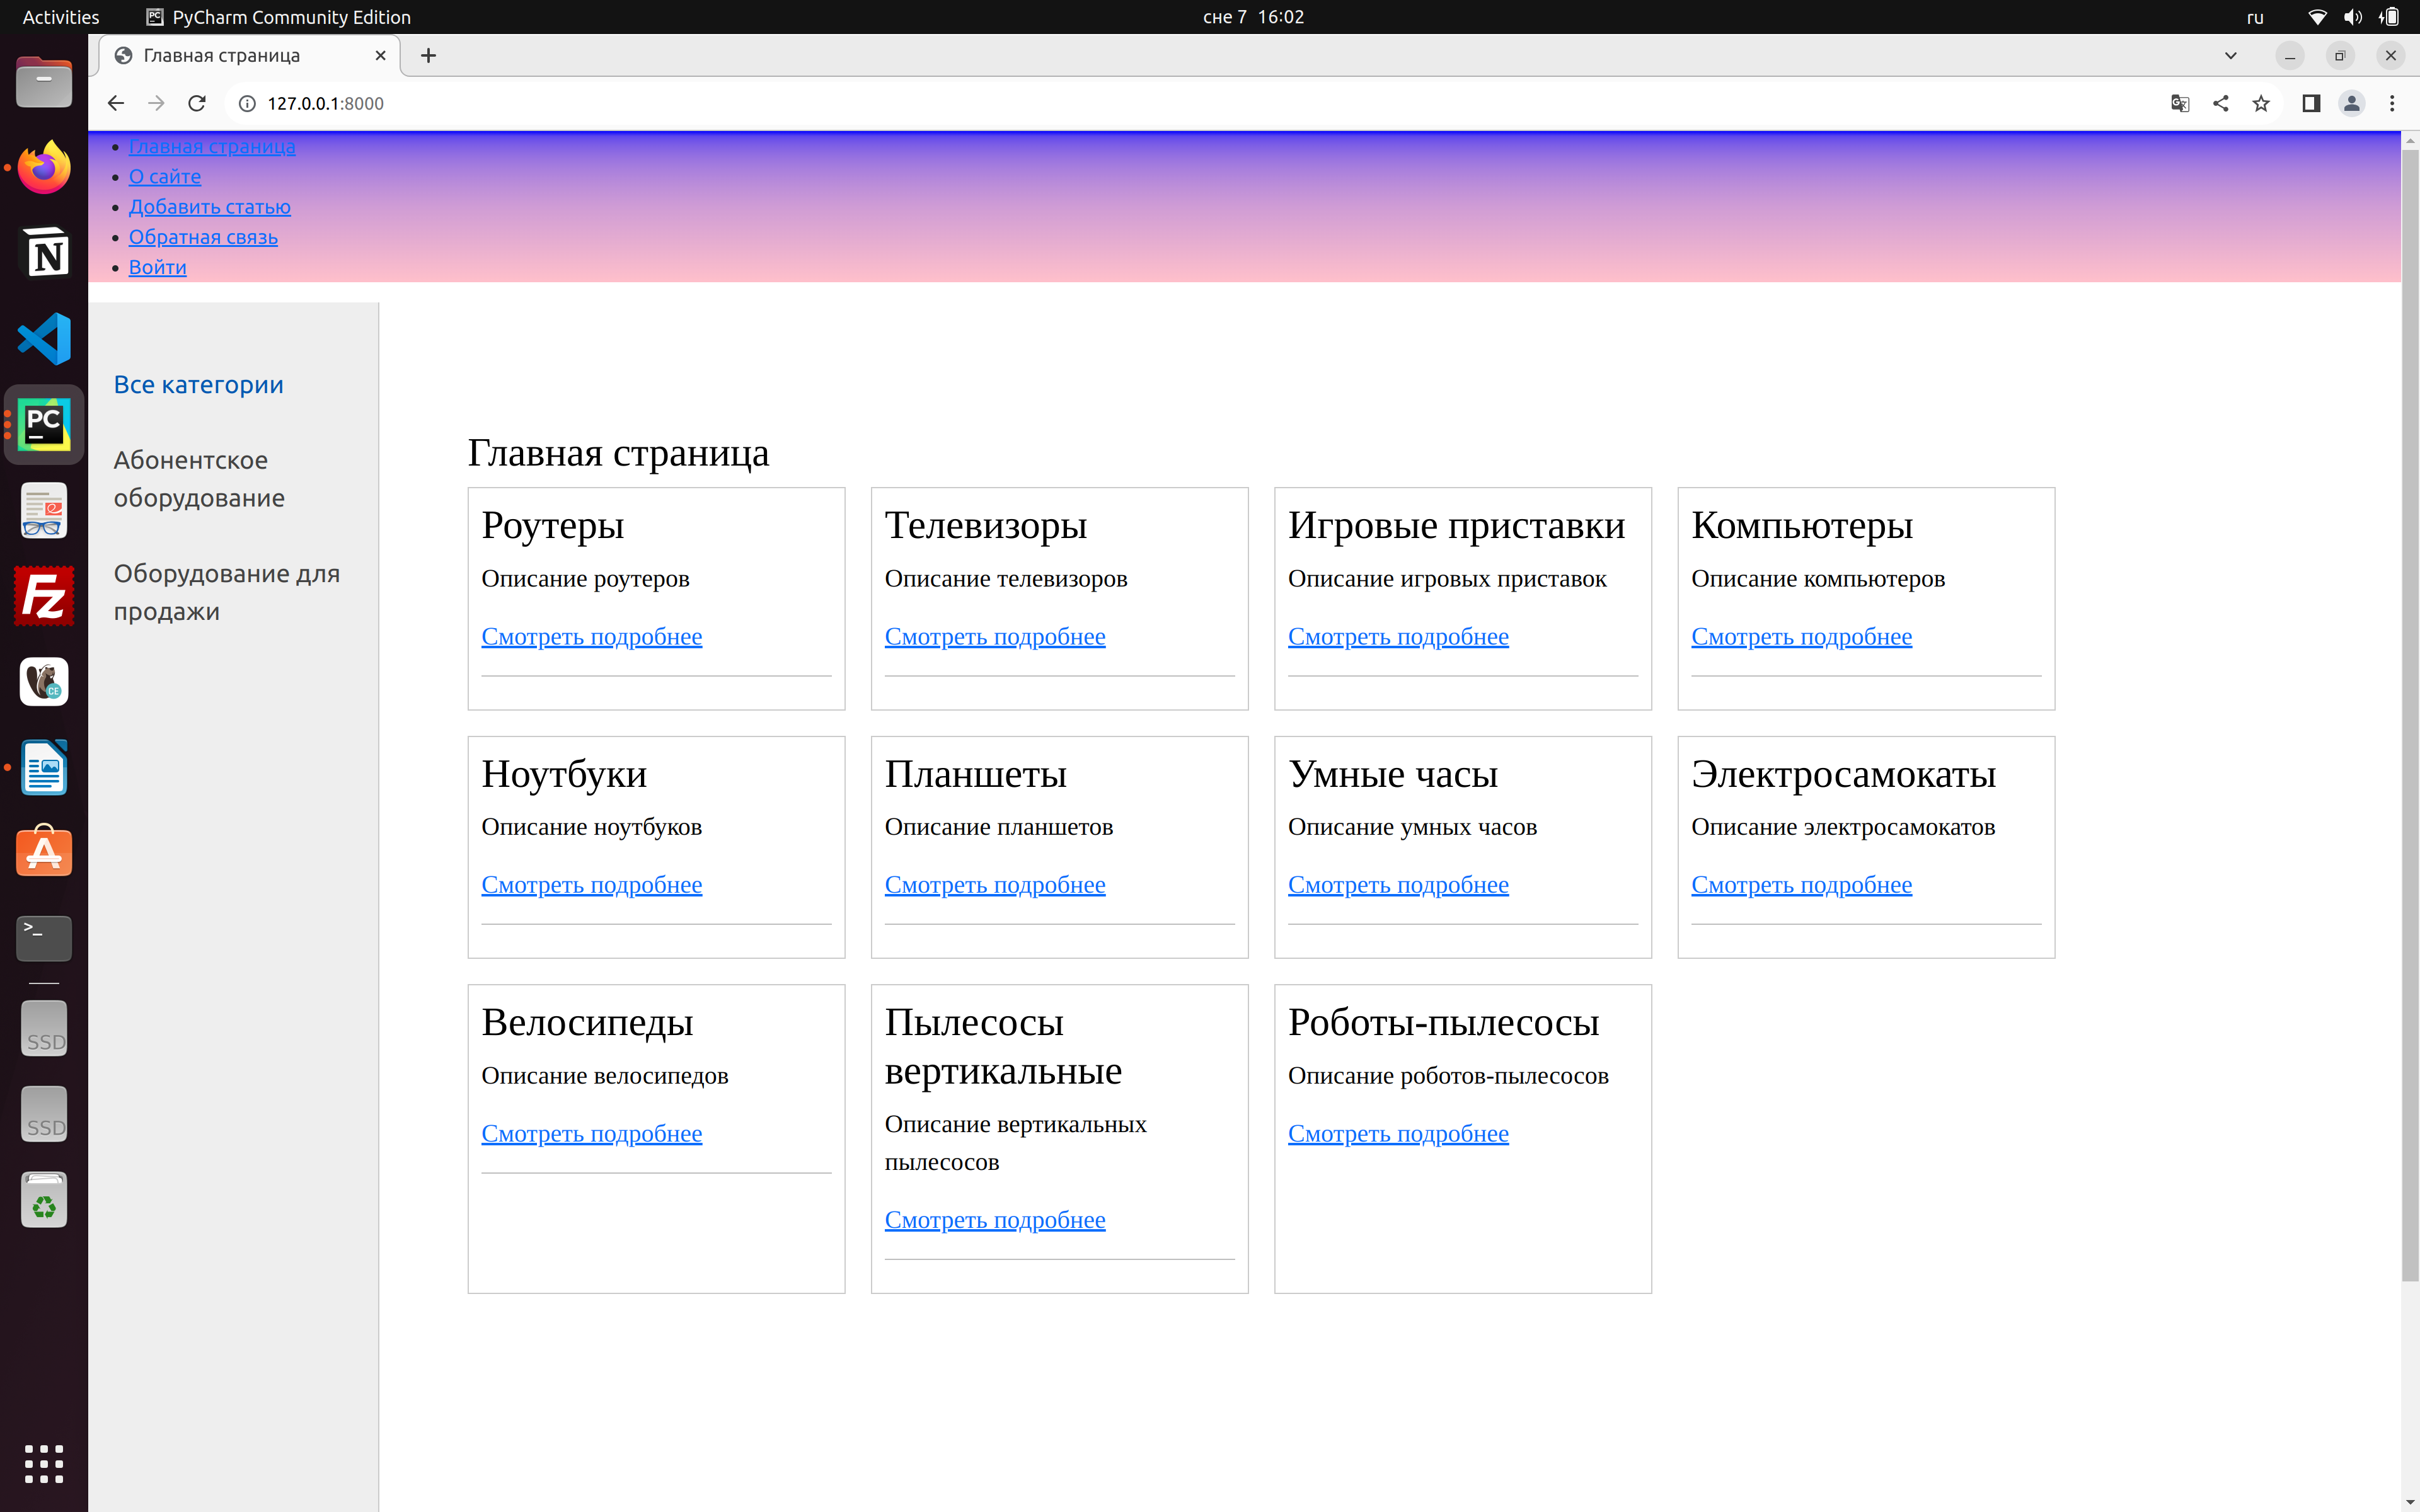 Activities
PyCharm Community Edition
сне 7 16:02
ru
Главная страница
127.0.0.1:8000
Главная страница
О сайте
Добавить статью
Обратная связь
Войти
Все категории
Абонентское
оборудование
Оборудование для
продажи
Главная страница
Роутеры
Описание роутеров
Смотреть подробнее
Телевизоры
Описание телевизоров
Смотреть подробнее
Игровые приставки
Описание игровых приставок
Смотреть подробнее
Компьютеры
Описание компьютеров
Смотреть подробнее
Ноутбуки
Описание ноутбуков
Смотреть подробнее
Планшеты
Описание планшетов
Смотреть подробнее
Умные часы
Описание умных часов
Смотреть подробнее
Электросамокаты
Описание электросамокатов
Смотреть подробнее
Велосипеды
Описание велосипедов
Смотреть подробнее
Пылесосы
вертикальные
Описание вертикальных
пылесосов
Смотреть подробнее
Роботы-пылесосы
Описание роботов-пылесосов
Смотреть подробнее
N
PC
Fz
CE
>_
SSD
SSD